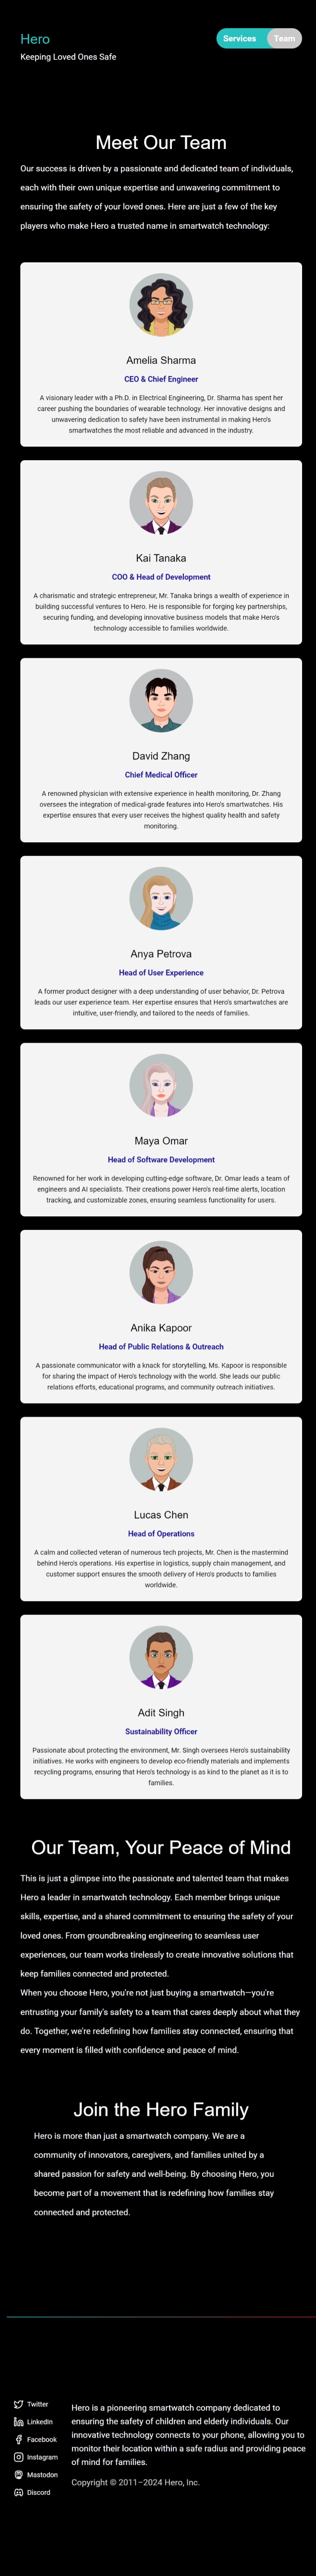 Hero
Services
Team
Keeping Loved Ones Safe
Meet Our Team
Our success is driven by a passionate and dedicated team of individuals,
each with their own unique expertise and unwavering commitment to
ensuring the safety of your loved ones. Here are just a few of the key
players who make Hero a trusted name in smartwatch technology:
Amelia Sharma
CEO & Chief Engineer
A visionary leader with a Ph.D. in Electrical Engineering, Dr. Sharma has spent her
career pushing the boundaries of wearable technology. Her innovative designs and
unwavering dedication to safety have been instrumental in making Hero's
smartwatches the most reliable and advanced in the industry.
Kai Tanaka
COO & Head of Development
A charismatic and strategic entrepreneur, Mr. Tanaka brings a wealth of experience in
building successful ventures to Hero. He is responsible for forging key partnerships,
securing funding, and developing innovative business models that make Hero's
technology accessible to families worldwide.
David Zhang
Chief Medical Officer
A renowned physician with extensive experience in health monitoring, Dr. Zhang
oversees the integration of medical-grade features into Hero's smartwatches. His
expertise ensures that every user receives the highest quality health and safety
monitoring.
Anya Petrova
Head of User Experience
A former product designer with a deep understanding of user behavior, Dr. Petrova
leads our user experience team. Her expertise ensures that Hero's smartwatches are
intuitive, user-friendly, and tailored to the needs of families.
Maya Omar
Head of Software Development
Renowned for her work in developing cutting-edge software, Dr. Omar leads a team of
engineers and AI specialists. Their creations power Hero's real-time alerts, location
tracking, and customizable zones, ensuring seamless functionality for users.
Anika Kapoor
Head of Public Relations & Outreach
A passionate communicator with a knack for storytelling, Ms. Kapoor is responsible
for sharing the impact of Hero's technology with the world. She leads our public
relations efforts, educational programs, and community outreach initiatives.
Lucas Chen
Head of Operations
A calm and collected veteran of numerous tech projects, Mr. Chen is the mastermind
behind Hero's operations. His expertise in logistics, supply chain management, and
customer support ensures the smooth delivery of Hero's products to families
worldwide.
Adit Singh
Sustainability Officer
Passionate about protecting the environment, Mr. Singh oversees Hero's sustainability
initiatives. He works with engineers to develop eco-friendly materials and implements
recycling programs, ensuring that Hero's technology is as kind to the planet as it is to
families.
Our Team, Your Peace of Mind
This is just a glimpse into the passionate and talented team that makes
Hero a leader in smartwatch technology. Each member brings unique
skills, expertise, and a shared commitment to ensuring the safety of your
loved ones. From groundbreaking engineering to seamless user
experiences, our team works tirelessly to create innovative solutions that
keep families connected and protected.
When you choose Hero, you're not just buying a smartwatch—you're
entrusting your family's safety to a team that cares deeply about what they
do. Together, we're redefining how families stay connected, ensuring that
every moment is filled with confidence and peace of mind.
Join the Hero Family
Hero is more than just a smartwatch company. We are a
community of innovators, caregivers, and families united by a
shared passion for safety and well-being. By choosing Hero, you
become part of a movement that is redefining how families stay
connected and protected.
Twitter
LinkedIn
Facebook
Instagram
Mastodon
Discord
Hero is a pioneering smartwatch company dedicated to
ensuring the safety of children and elderly individuals. Our
innovative technology connects to your phone, allowing you to
monitor their location within a safe radius and providing peace
of mind for families.
Copyright © 2011–2024 Hero, Inc.